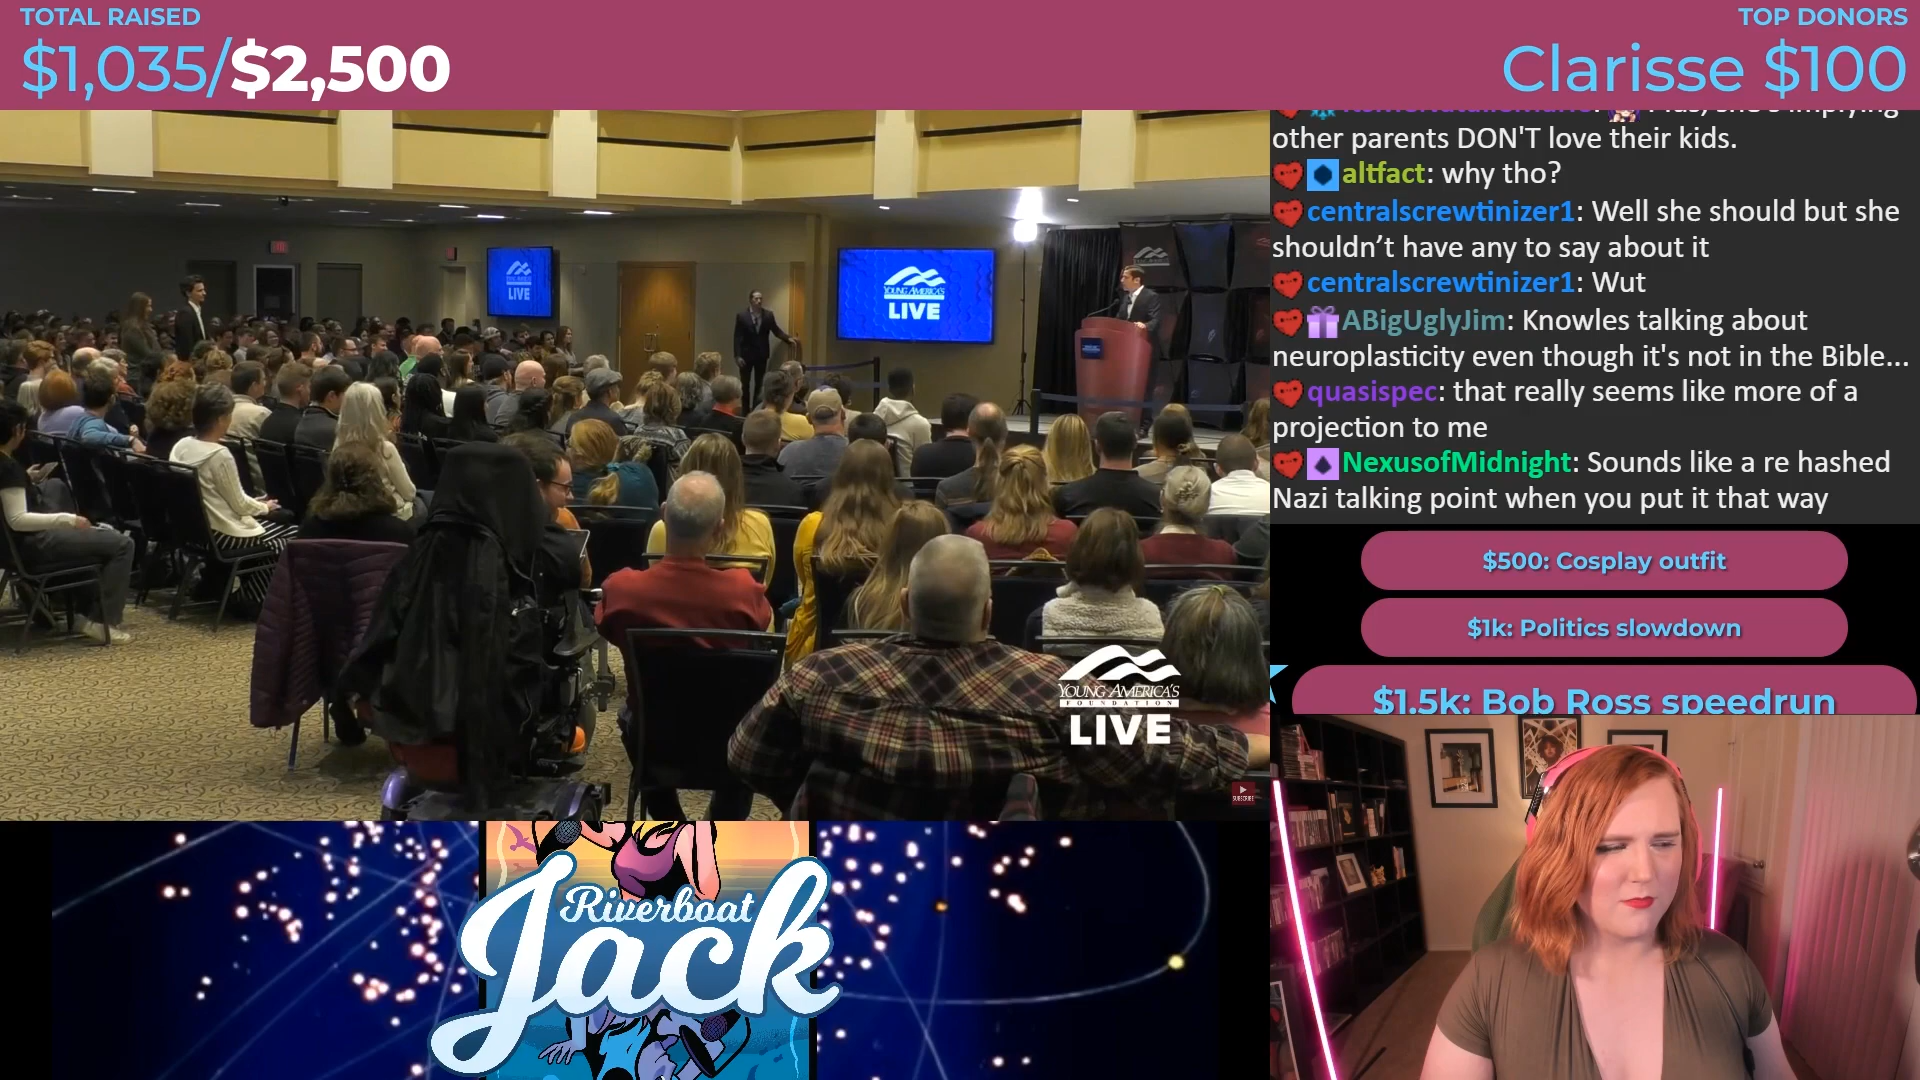 TOTAL RAISED
$1,035/$2,500
TOP DONORS
Clarisse $100
other parents DON'T love their kids.
altfact: why tho?
centralscrewtinizer1: Well she should but she
shouldn’t have any to say about it
centralscrewtinizer1: Wut
ABigUglyJim: Knowles talking about
neuroplasticity even though it's not in the Bible...
quasispec: that really seems like more of a
projection to me
NexusofMidnight: Sounds like a re hashed
Nazi talking point when you put it that way
$500: Cosplay outfit
$1k: Politics slowdown
$1.5k: Bob Ross speedrun
LIVE
YOUNG AMERICA'S
LIVE
YOUNG AMERICA'S
FOUNDATION
LIVE
SUBSCRIBE
Riverboat
Jack